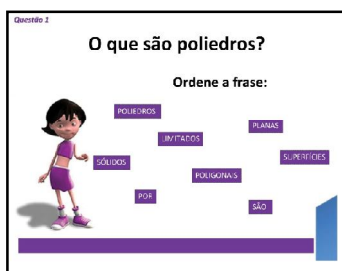 Questão 1
O que são poliedros?
Ordene a frase:
POLIEDROS
PLANAS
LIMITADOS
SUPERFÍCIES
SÓLIDOS
POLIGONAIS
POR
SÃO